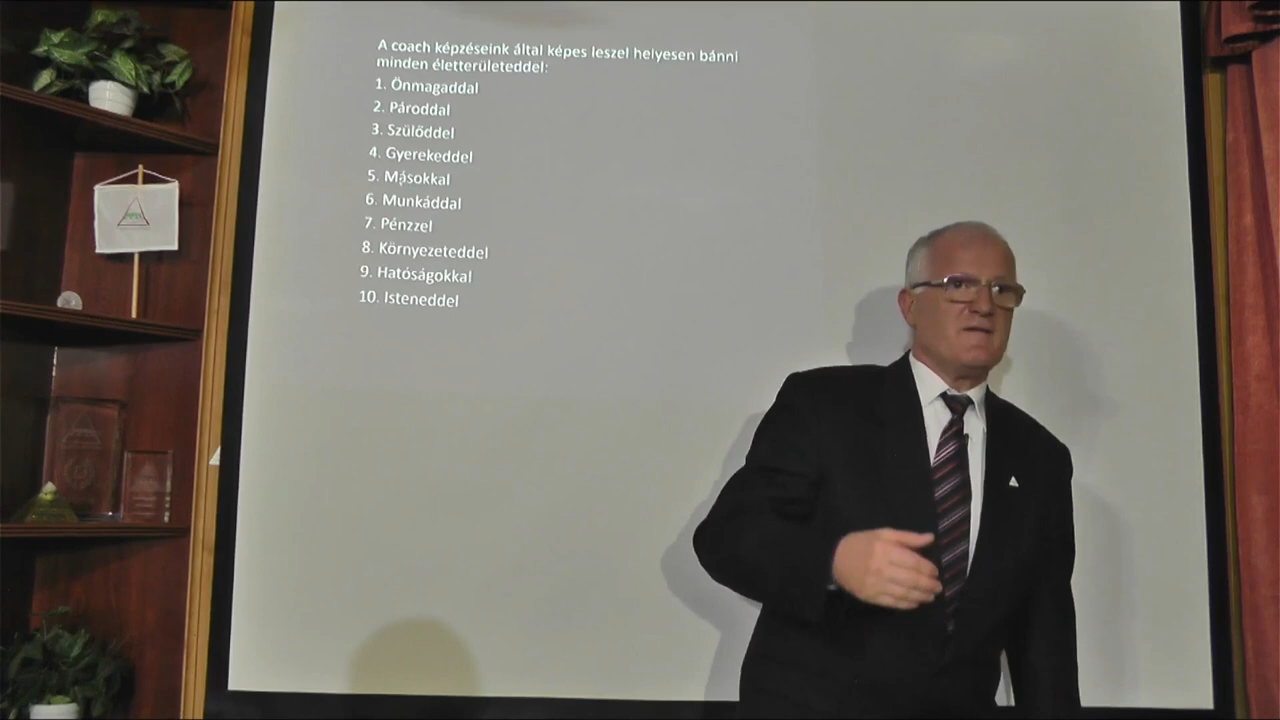 A coach képzéseink által képes leszel helyesen bánni
minden életterületeddel:
1. Önmagaddal
2. Pároddal
3. Szülőddel
4. Gyerekeddel
5. Másokkal
6. Munkáddal
7. Pénzzel
8. Környezeteddel
9. Hatóságokkal
10. Isteneddel